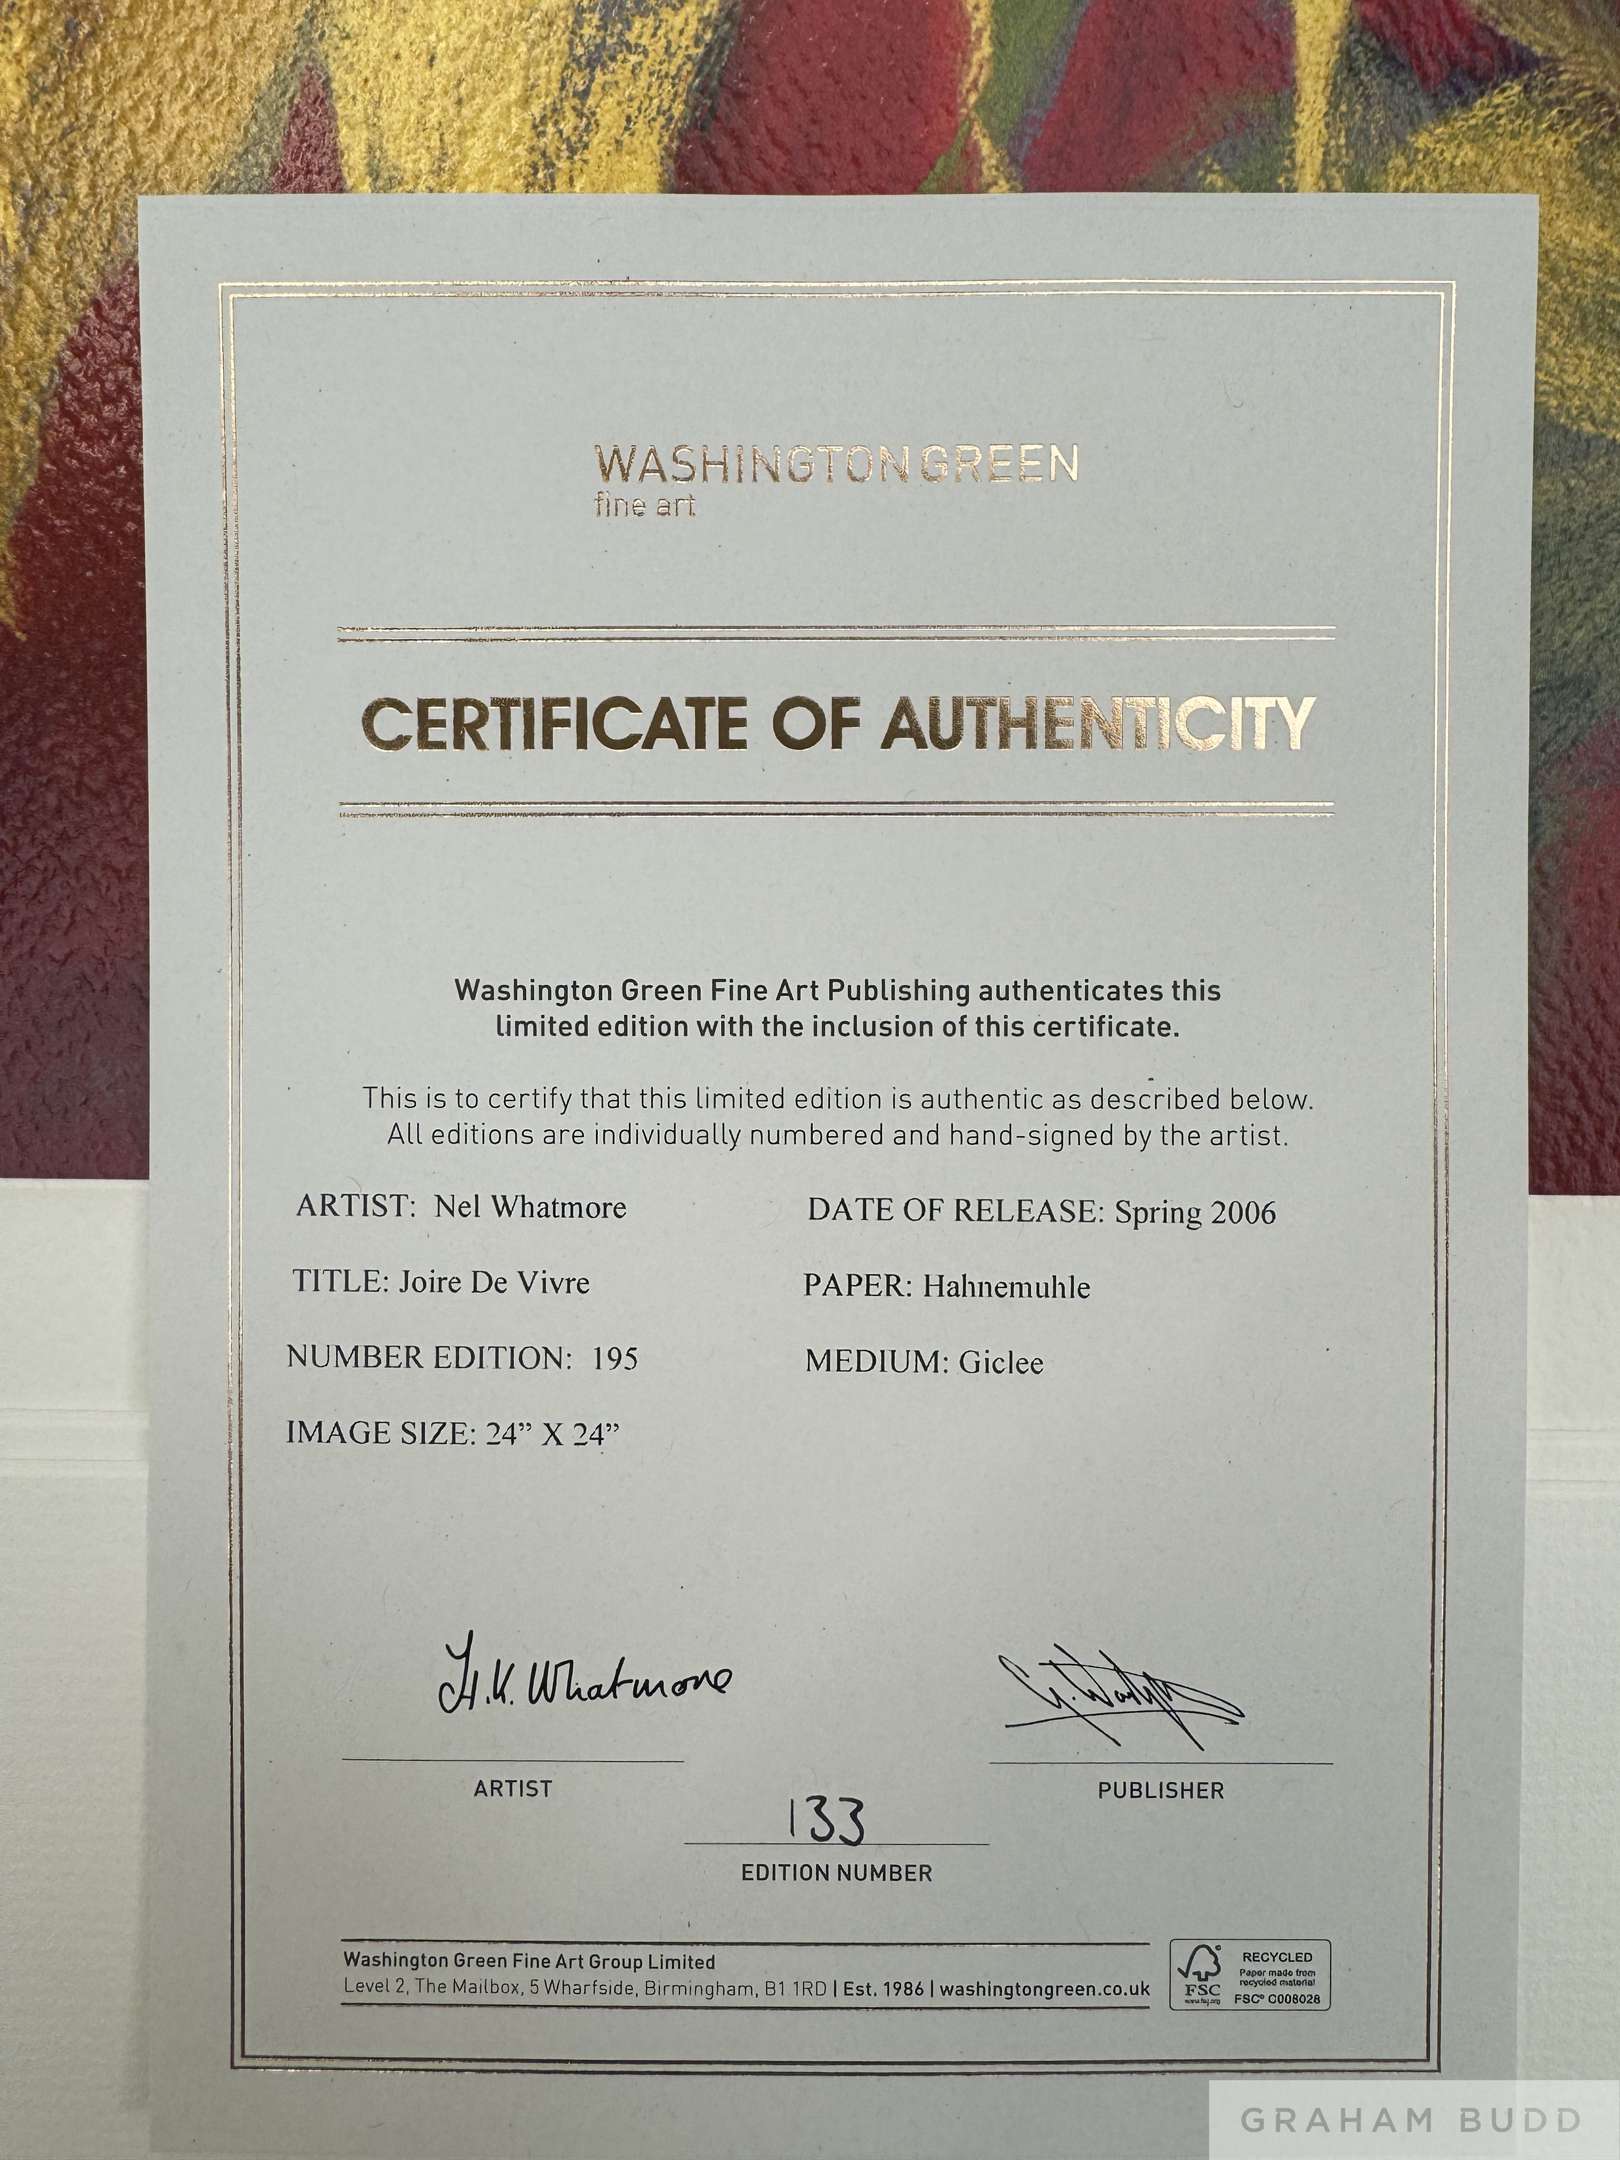 WASHINGTON GREEN
fine art
CERTIFICATE OF AUTHENTICITY
Washington Green Fine Art Publishing authenticates this
limited edition with the inclusion of this certificate.
This is to certify that this limited edition is authentic as described below.
All editions are individually numbered and hand-signed by the artist.
ARTIST: Nel Whatmore
DATE OF RELEASE: Spring 2006
TITLE: Joire De Vivre
PAPER: Hahnemuhle
NUMBER EDITION: 195
MEDIUM: Giclee
IMAGE SIZE: 24” X 24”
H.K. Whatmore
ARTIST
PUBLISHER
133
EDITION NUMBER
Washington Green Fine Art Group Limited
Level 2, The Mailbox, 5 Wharfside, Birmingham, B1 1RD | Est. 1986 | washingtongreen.co.uk
FSC
www.fsc.org
RECYCLED
Paper made from
recycled material
FSC® C008028
GRAHAM BUDD